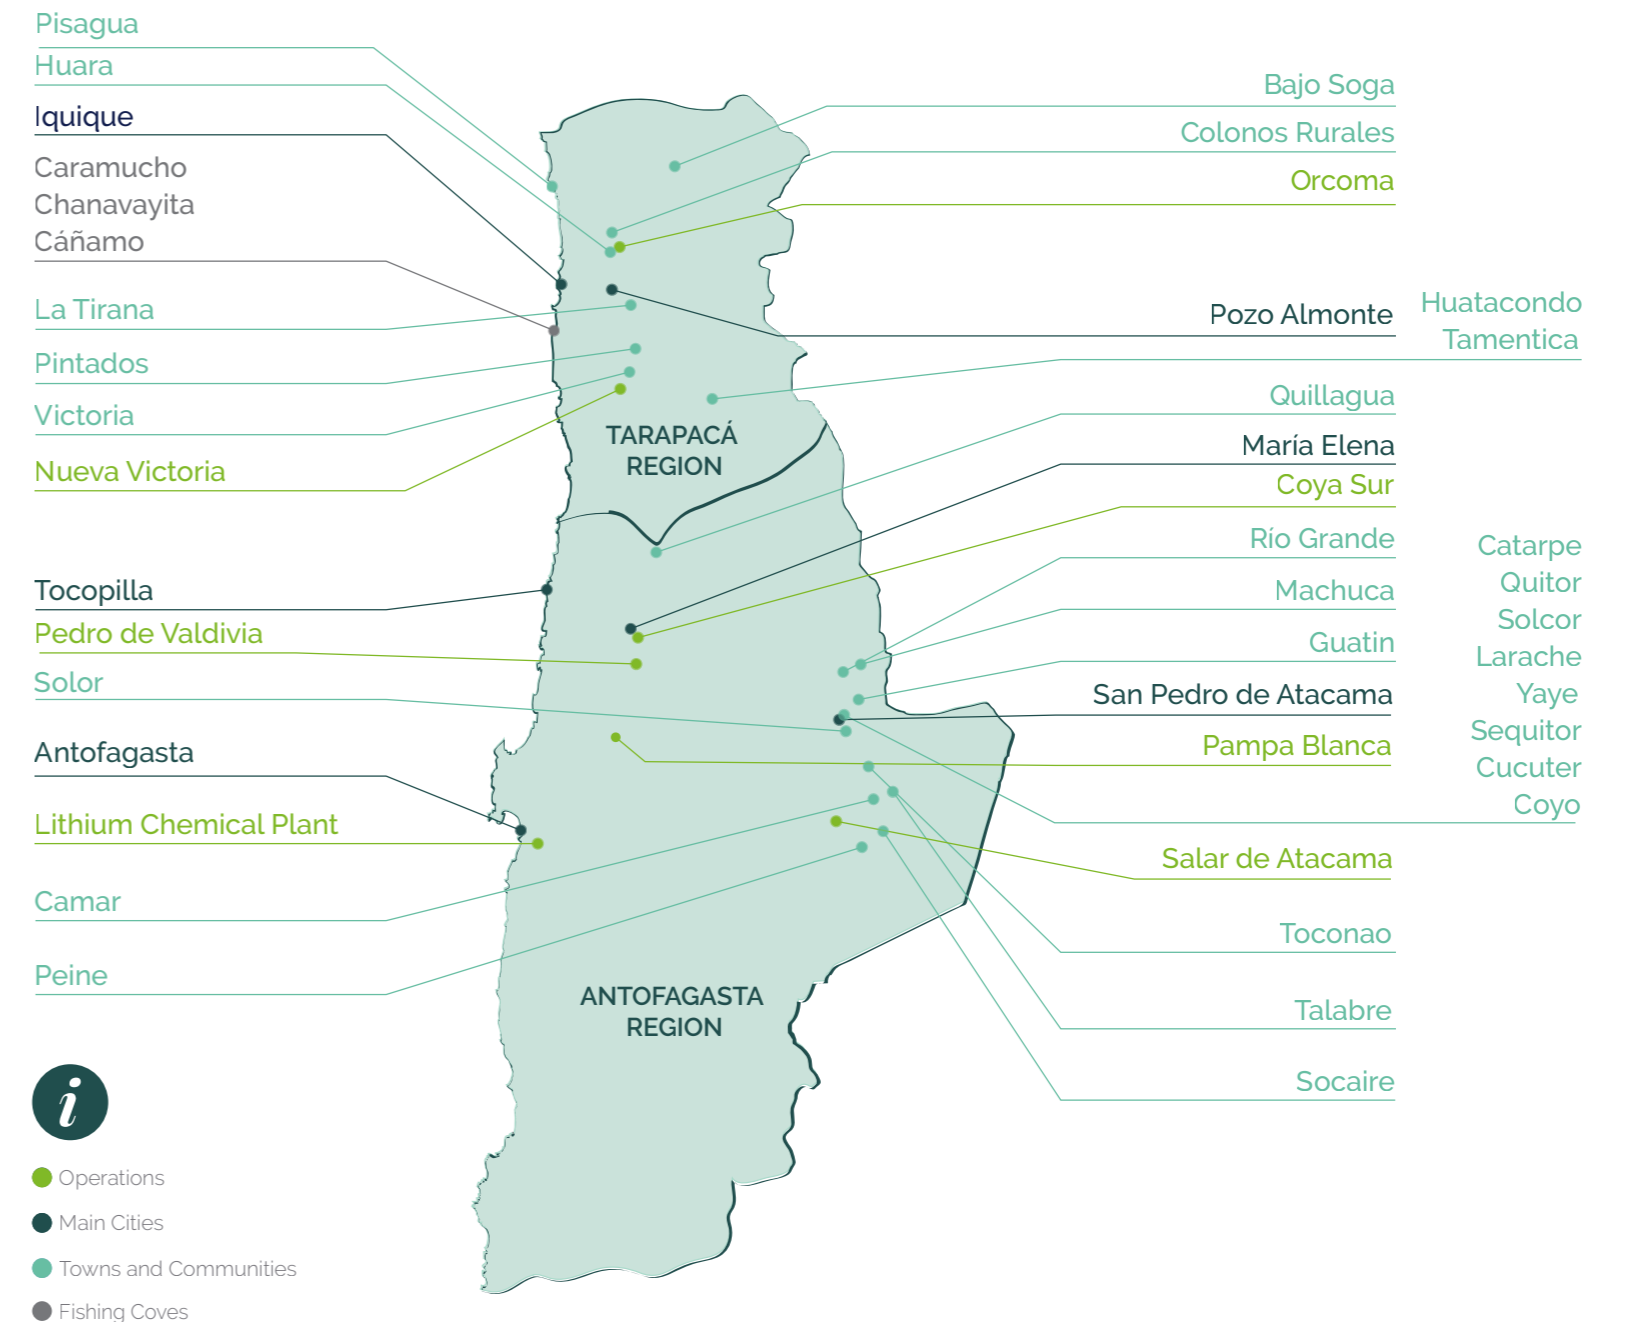 Pisagua
Huara
Iquique
Caramucho
Chanavayita
Cáñamo
La Tirana
Pintados
Victoria
Nueva Victoria
Tocopilla
Pedro de Valdivia
Solor
Antofagasta
Lithium Chemical Plant
Camar
Peine
TARAPACÁ
REGION
ANTOFAGASTA
REGION
Bajo Soga
Colonos Rurales
Orcoma
Pozo Almonte
Huatacondo
Tamentica
Quillagua
María Elena
Coya Sur
Río Grande
Machuca
Guatin
San Pedro de Atacama
Pampa Blanca
Catarpe
Quitor
Solcor
Larache
Yaye
Sequitor
Cucuter
Coyo
Salar de Atacama
Toconao
Talabre
Socaire
i
Operations
Main Cities
Towns and Communities
Fishing Coves